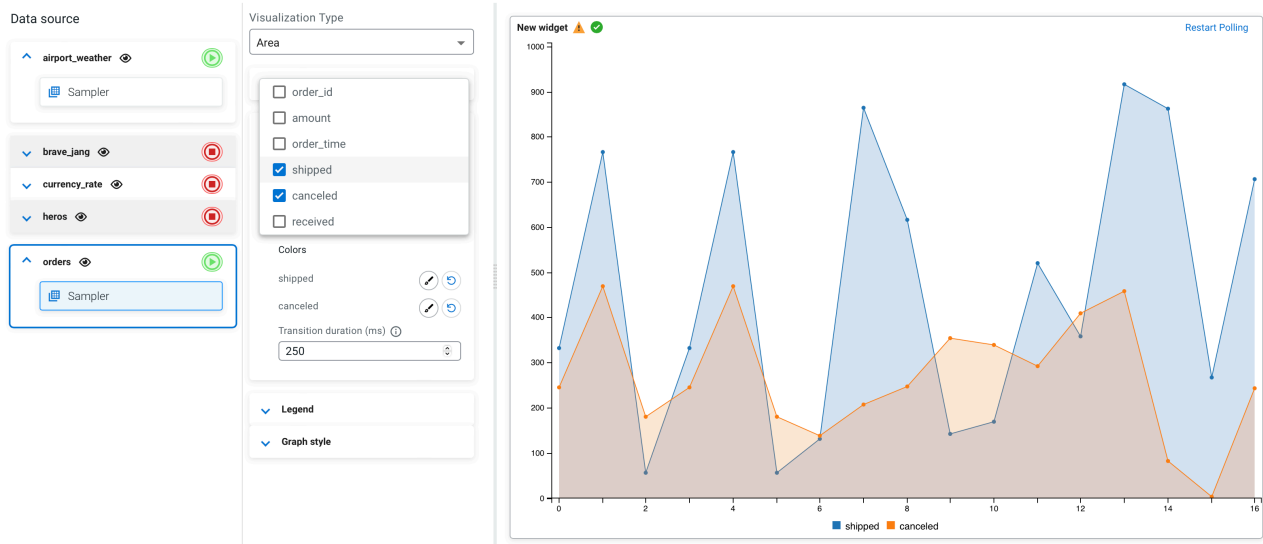 Data source
airport_weather
Sampler
brave_jang
currency_rate
heros
orders
Sampler
Visualization Type
Area
order_id
amount
order_time
shipped
canceled
received
Colors
shipped
canceled
Transition duration (ms)
250
Legend
Graph style
New widget
Restart Polling
1000
900
800
700
600
500
400
300
200
100
0
0 2 4 6 8 10 12 14 16
shipped canceled